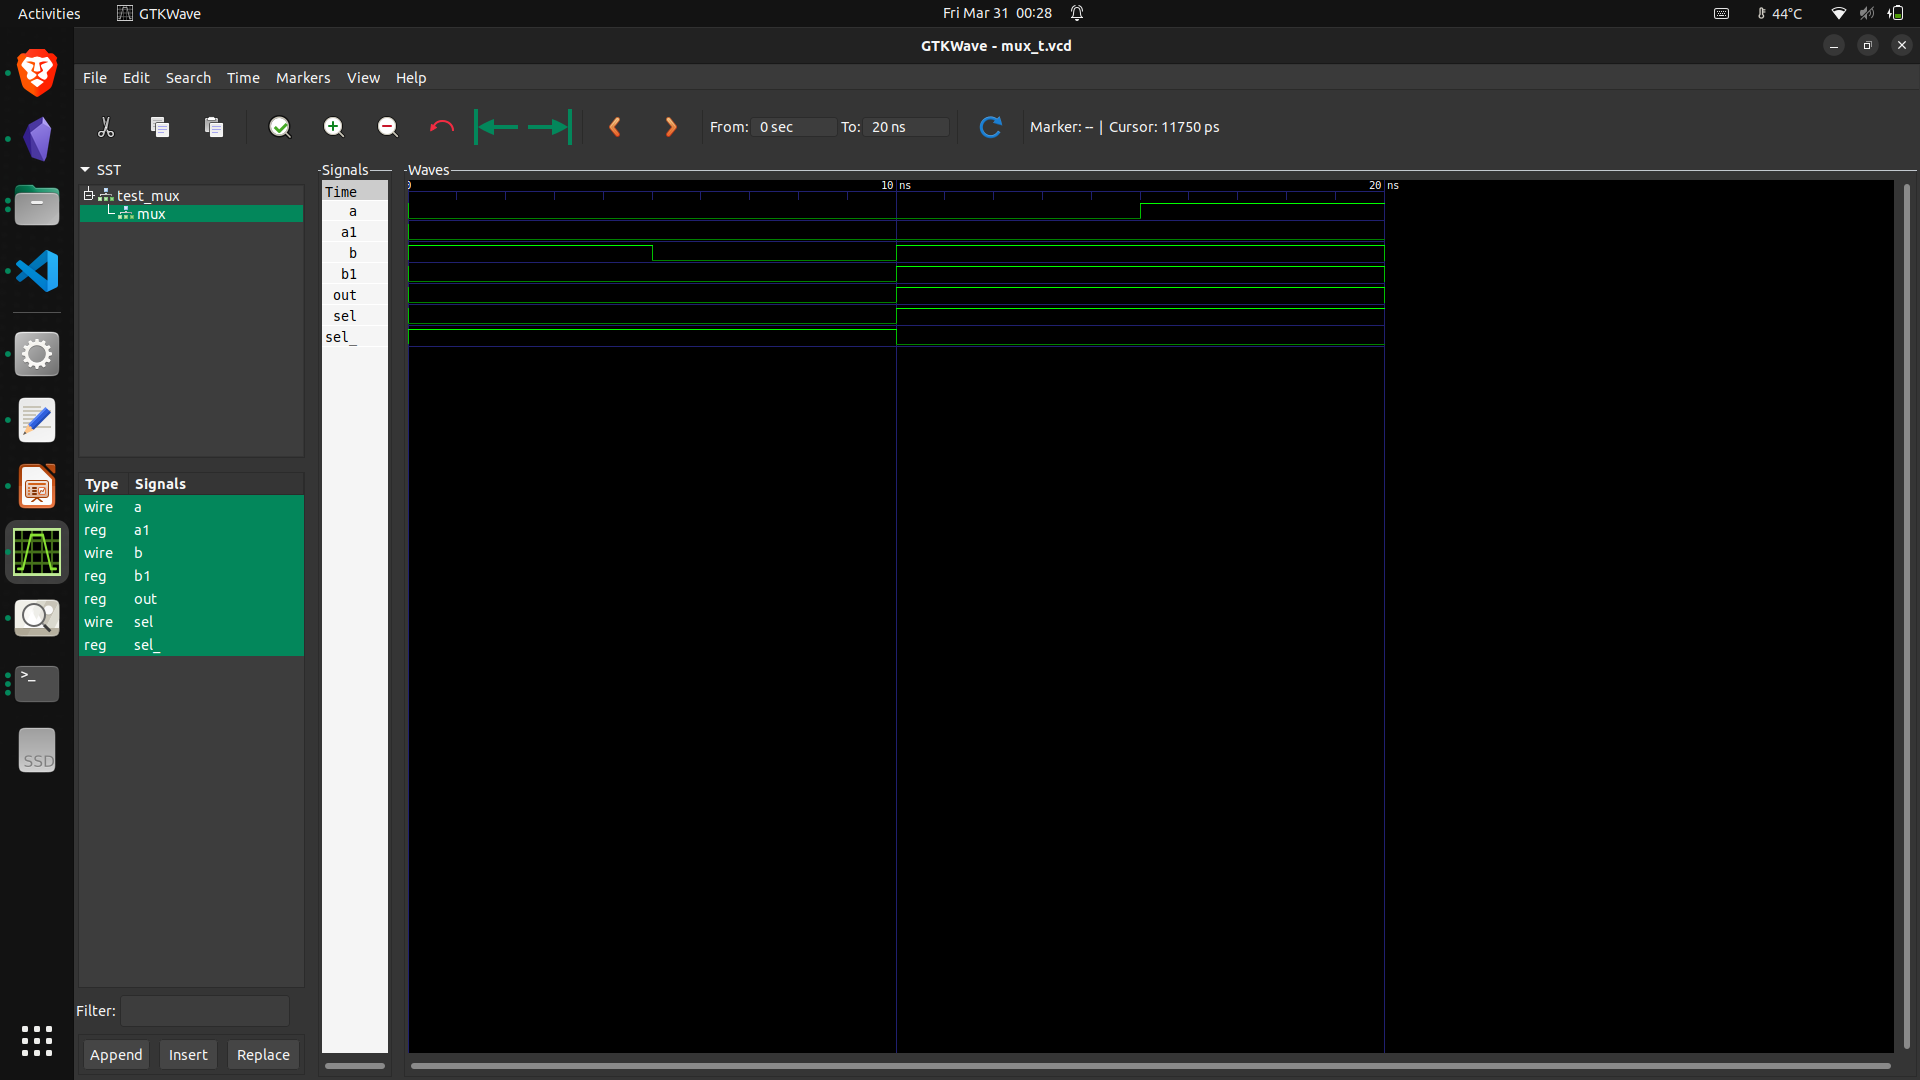 Activities GTKWave Fri Mar 31 00:28 44°C
GTKWave - mux_t.vcd
File Edit Search Time Markers View Help
From: 0 sec To: 20 ns Marker: -- | Cursor: 11750 ps
SST
test_mux
mux
Type Signals
wire a
reg a1
wire b
reg b1
reg out
wire sel
reg sel_
Filter:
Append Insert Replace
Signals
Time
a
a1
b
b1
out
sel
sel_
Waves
0 10 ns 20 ns
>_
SSD